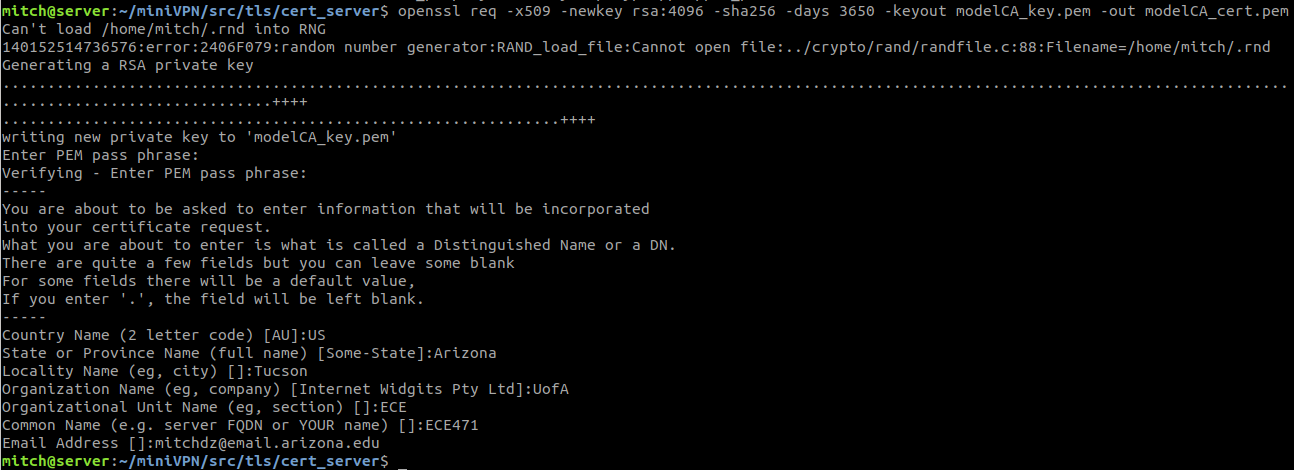 mitch@server:~/miniVPN/src/tls/cert_server$ openssl req -x509 -newkey rsa:4096 -sha256 -days 3650 -keyout modelCA_key.pem -out modelCA_cert.pem
Can't load /home/mitch/.rnd into RNG
140152514736576:error:2406F079:random number generator:RAND_load_file:Cannot open file:../crypto/rand/randfile.c:88:Filename=/home/mitch/.rnd
Generating a RSA private key
...............................................................................................................................................
..............................++++
..............................................................++++
writing new private key to 'modelCA_key.pem'
Enter PEM pass phrase:
Verifying - Enter PEM pass phrase:
-----
You are about to be asked to enter information that will be incorporated
into your certificate request.
What you are about to enter is what is called a Distinguished Name or a DN.
There are quite a few fields but you can leave some blank
For some fields there will be a default value,
If you enter '.', the field will be left blank.
-----
Country Name (2 letter code) [AU]:US
State or Province Name (full name) [Some-State]:Arizona
Locality Name (eg, city) []:Tucson
Organization Name (eg, company) [Internet Widgits Pty Ltd]:UofA
Organizational Unit Name (eg, section) []:ECE
Common Name (e.g. server FQDN or YOUR name) []:ECE471
Email Address []:mitchdz@email.arizona.edu
mitch@server:~/miniVPN/src/tls/cert_server$ _